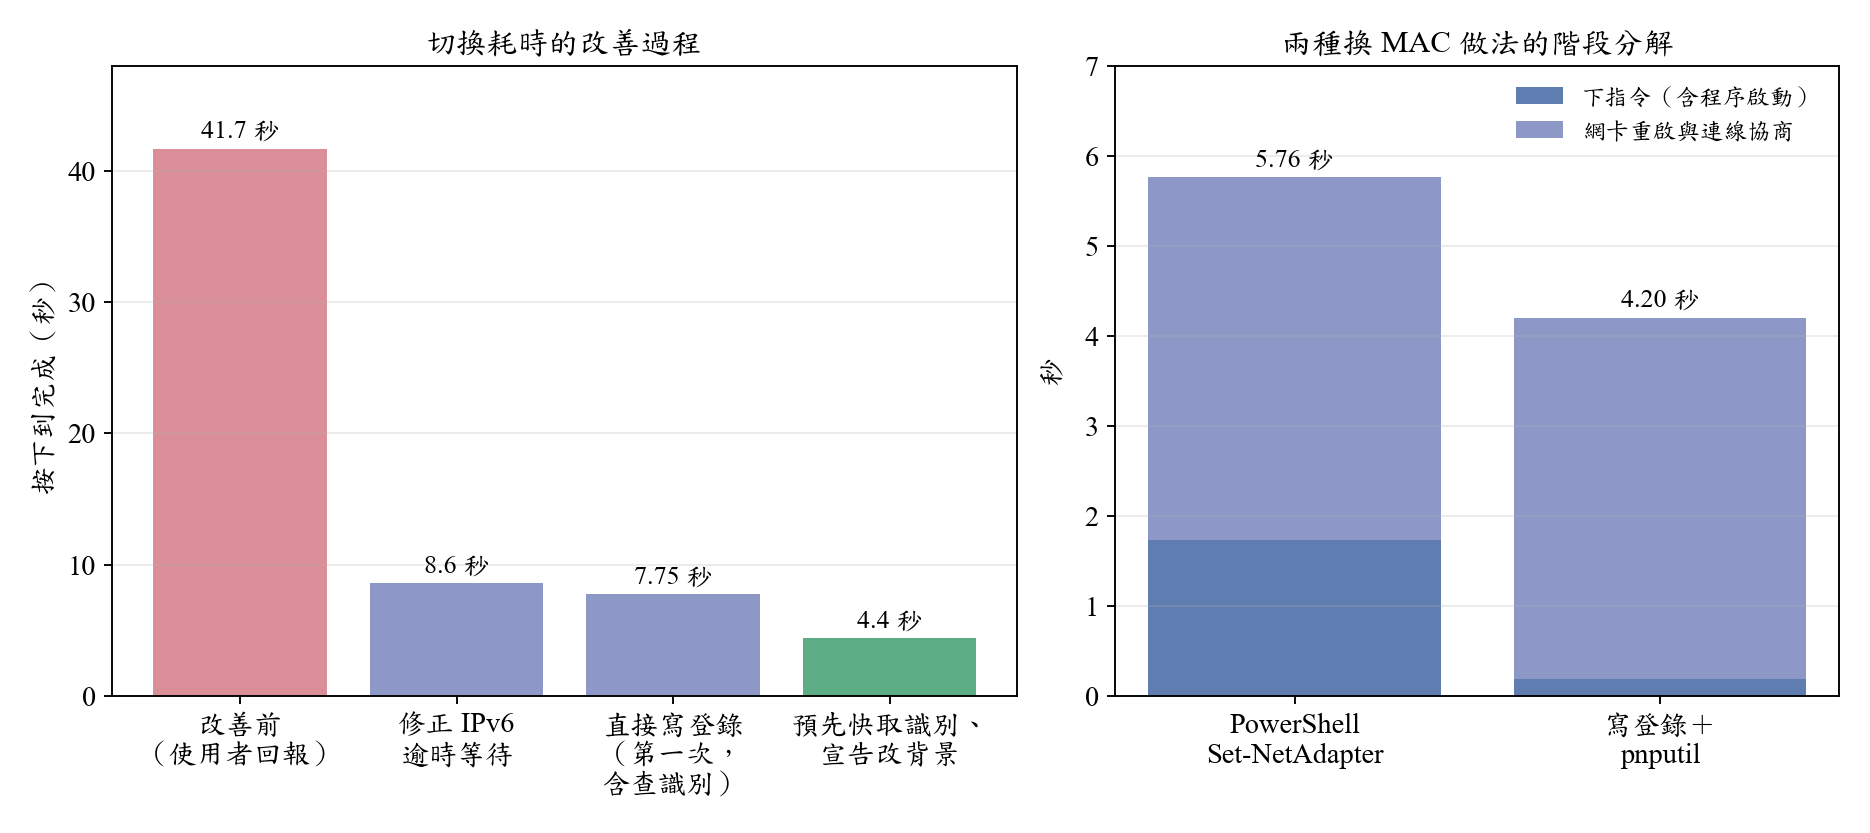 切換耗時的改善過程
按下到完成（秒）
40
30
20
10
0
41.7 秒
8.6 秒
7.75 秒
4.4 秒
改善前
（使用者回報）
修正 IPv6
逾時等待
直接寫登錄
（第一次，
含查識別）
預先快取識別、
宣告改背景
兩種換 MAC 做法的階段分解
秒
7
6
5
4
3
2
1
0
下指令（含程序啟動）
網卡重啟與連線協商
5.76 秒
4.20 秒
PowerShell
Set-NetAdapter
寫登錄＋
pnputil